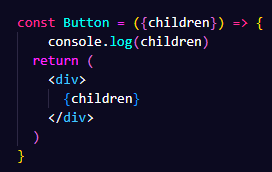 const Button = ({children}) => {
    console.log(children)
  return (
    <div>
      {children}
    </div>
  )
}